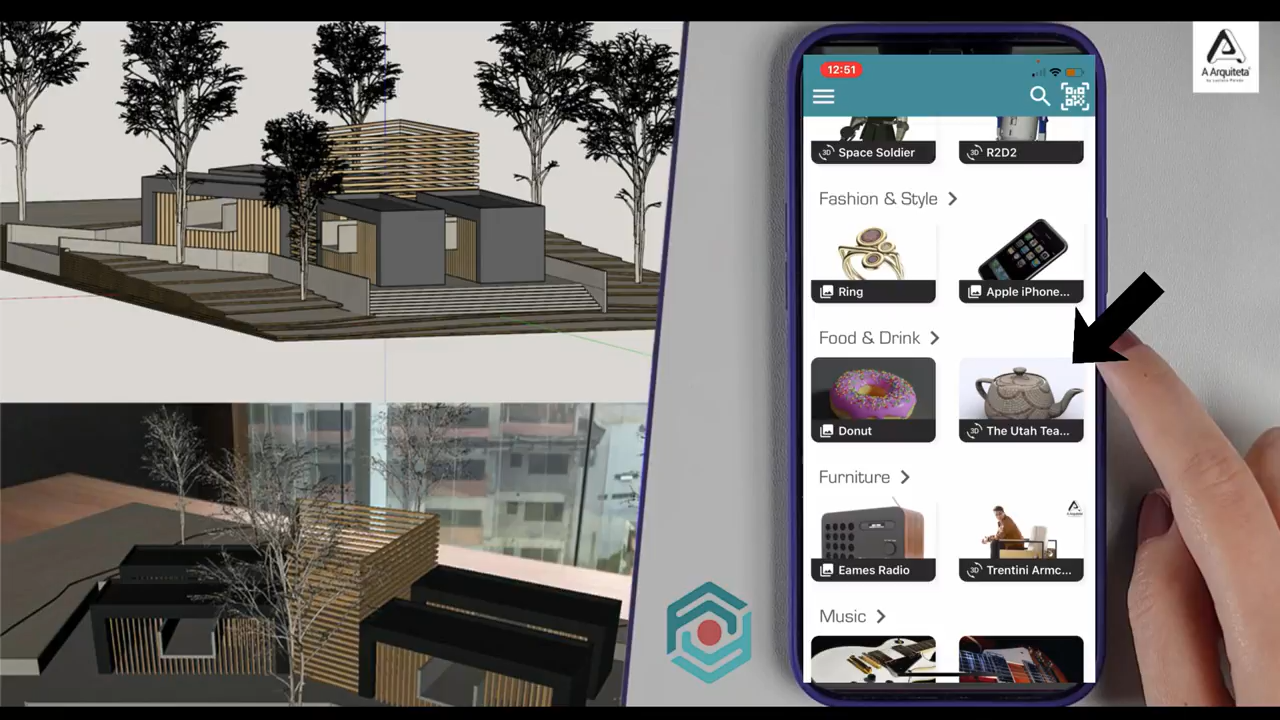 A Arquiteta
12:51
Space Soldier
R2D2
Fashion & Style
Ring
Apple iPhone...
Food & Drink
Donut
The Utah Tea...
Furniture
Eames Radio
Trentini Armc...
Music